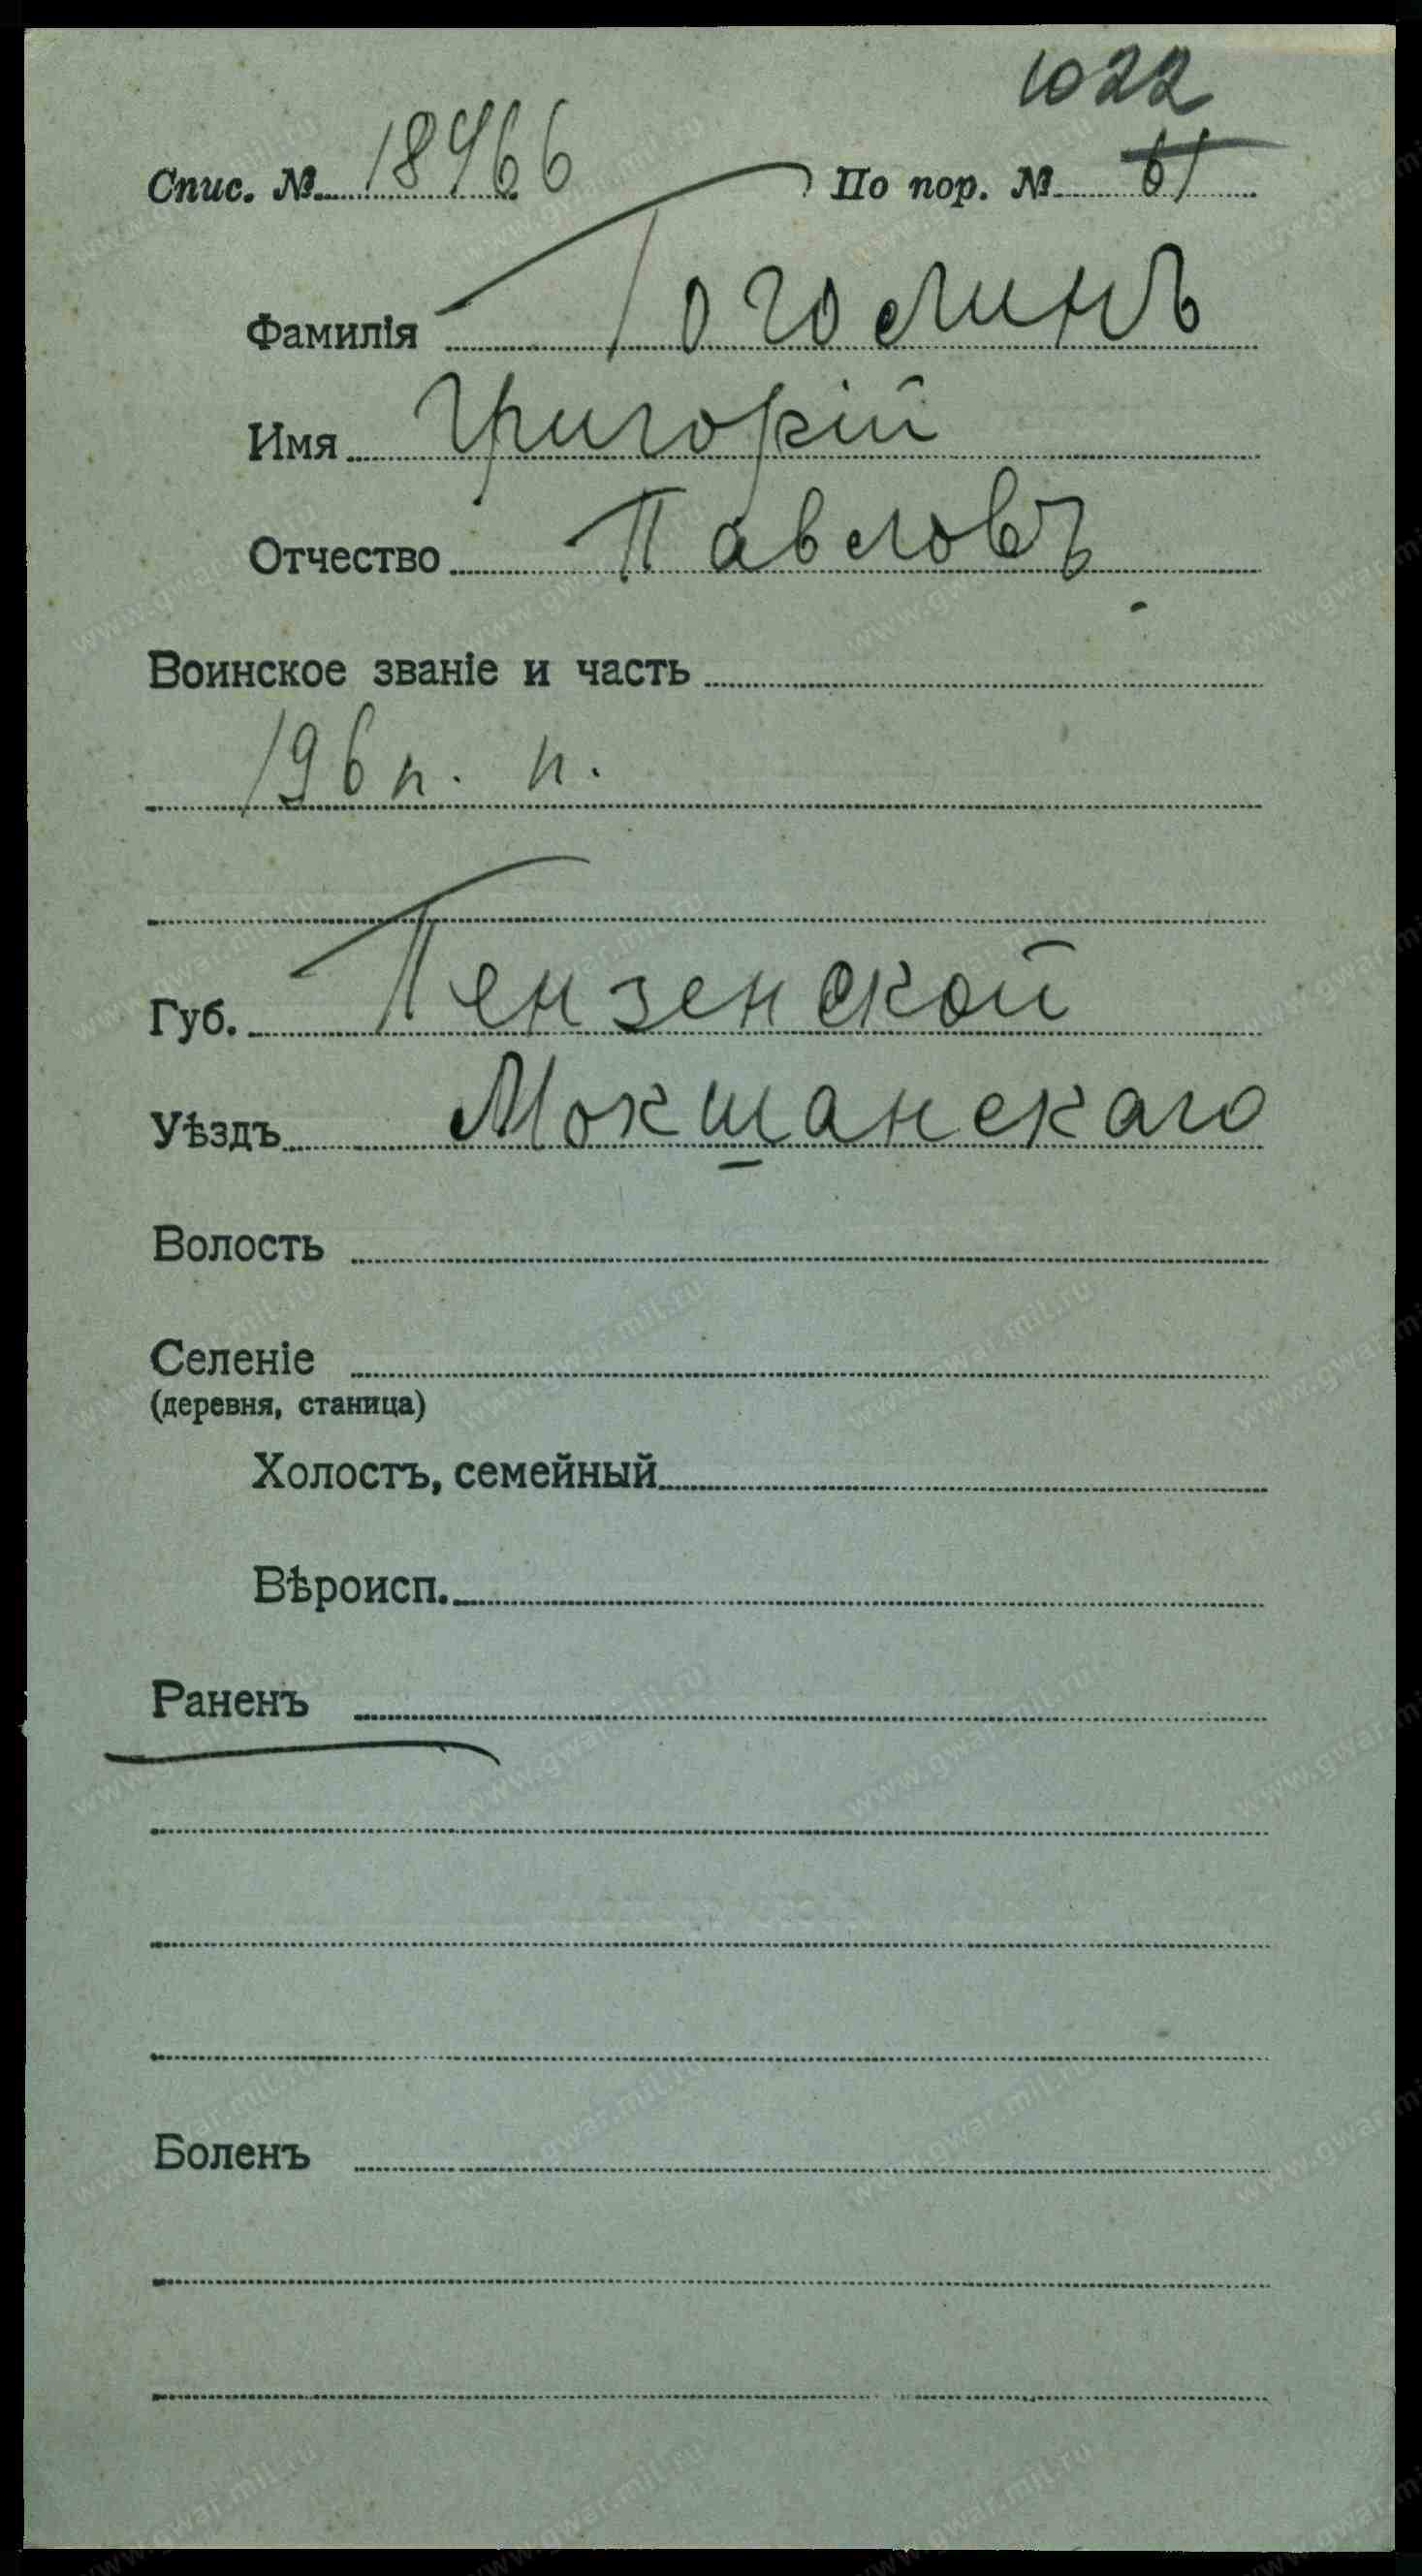 1022
Спис. № 18466 По пор. № 61
Фамилія Гоголинъ
Имя Григорій
Отчество Павловъ
Воинское званіе и часть
196 п. п.
Губ. Пензенской
Уѣздъ Мокшанскаго
Волость
Селеніе
(деревня, станица)
Холостъ, семейный
Вѣроисп.
Раненъ
Боленъ